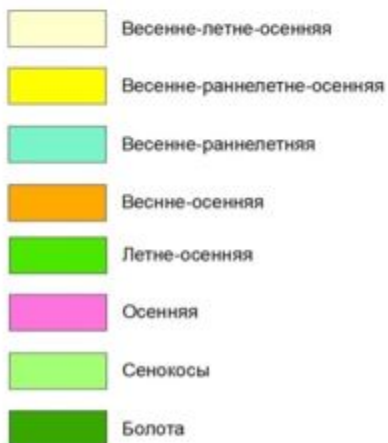 Весенне-летне-осенняя
Весенне-раннелетне-осенняя
Весенне-раннелетняя
Веснне-осенняя
Летне-осенняя
Осенняя
Сенокосы
Болота